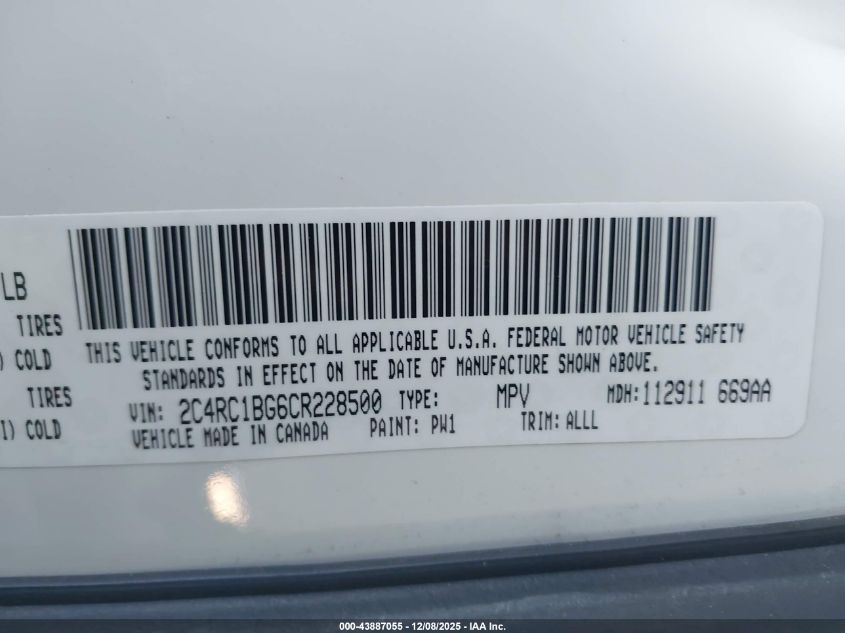 LB
TIRES
) COLD
TIRES
I) COLD
THIS VEHICLE CONFORMS TO ALL APPLICABLE U.S.A. FEDERAL MOTOR VEHICLE SAFETY
STANDARDS IN EFFECT ON THE DATE OF MANUFACTURE SHOWN ABOVE.
VIN: 2C4RC1BG6CR228500 TYPE: MPV MDH:112911 669AA
VEHICLE MADE IN CANADA PAINT: PW1 TRIM: ALLL
000-43887055 - 12/08/2025 - IAA Inc.